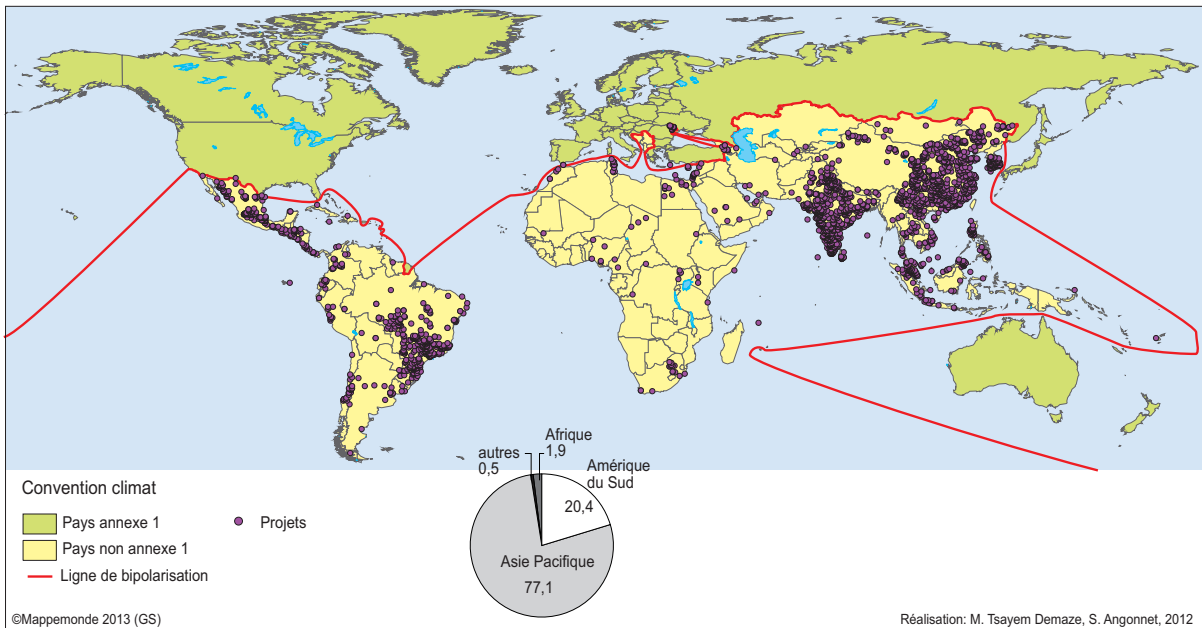 autres
0,5
Afrique
1,9
Amérique
du Sud
20,4
Asie Pacifique
77,1
Convention climat
Pays annexe 1
Projets
Pays non annexe 1
Ligne de bipolarisation
©Mappemonde 2013 (GS)
Réalisation: M. Tsayem Demaze, S. Angonnet, 2012